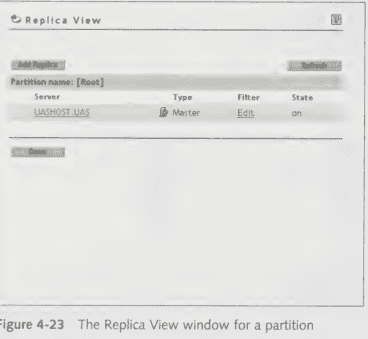 Replica View
Add Replica
Refresh
Partition name: [Root]
Server Type Filter State
UASHOST.UAS Master Edit on
Done
Figure 4-23 The Replica View window for a partition